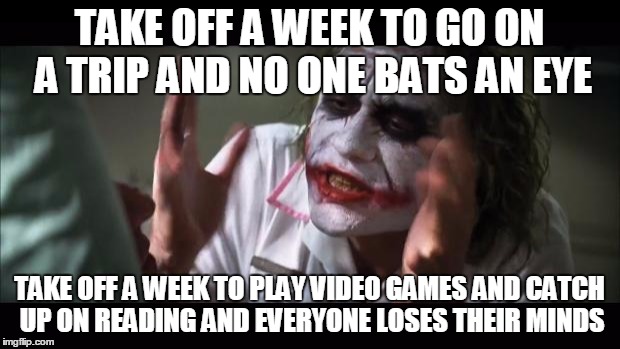 TAKE OFF A WEEK TO GO ON
A TRIP AND NO ONE BATS AN EYE
TAKE OFF A WEEK TO PLAY VIDEO GAMES AND CATCH
UP ON READING AND EVERYONE LOSES THEIR MINDS
imgflip.com